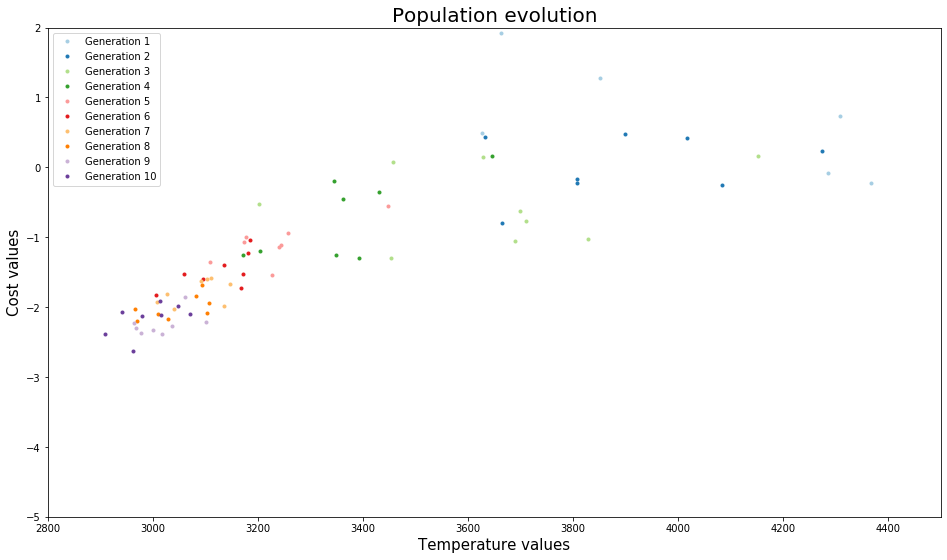 Population evolution
Generation 1
Generation 2
Generation 3
Generation 4
Generation 5
Generation 6
Generation 7
Generation 8
Generation 9
Generation 10
Cost values
2
1
0
−1
−2
−3
−4
−5
2800 3000 3200 3400 3600 3800 4000 4200 4400
Temperature values